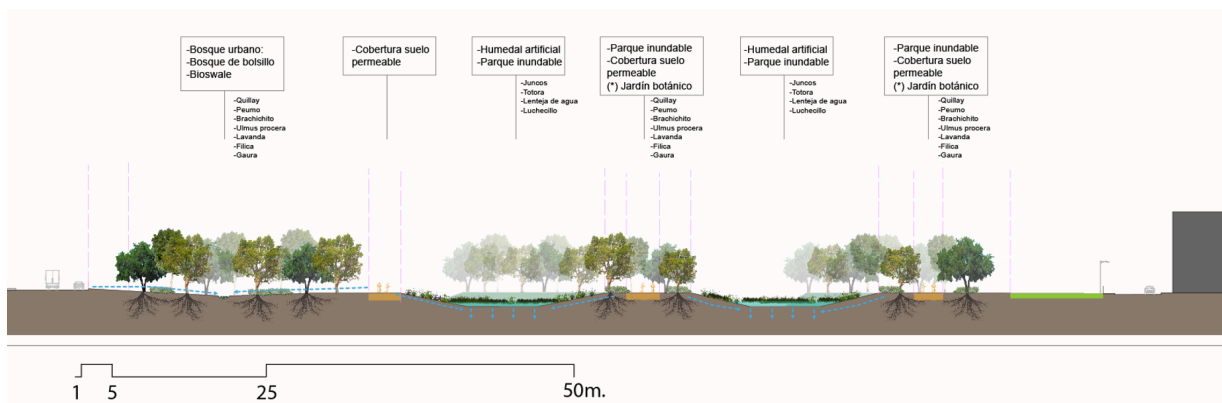 -Bosque urbano:
-Bosque de bolsillo
-Bioswale
-Quillay
-Peumo
-Brachichito
-Ulmus procera
-Lavanda
-Filica
-Gaura
-Cobertura suelo
permeable
-Humedal artificial
-Parque inundable
-Juncos
-Totora
-Lenteja de agua
-Luchecillo
-Parque inundable
-Cobertura suelo
permeable
(*) Jardín botánico
-Quillay
-Peumo
-Brachichito
-Ulmus procera
-Lavanda
-Filica
-Gaura
-Humedal artificial
-Parque inundable
-Juncos
-Totora
-Lenteja de agua
-Luchecillo
-Parque inundable
-Cobertura suelo
permeable
(*) Jardín botánico
-Quillay
-Peumo
-Brachichito
-Ulmus procera
-Lavanda
-Filica
-Gaura
1 5 25 50m.